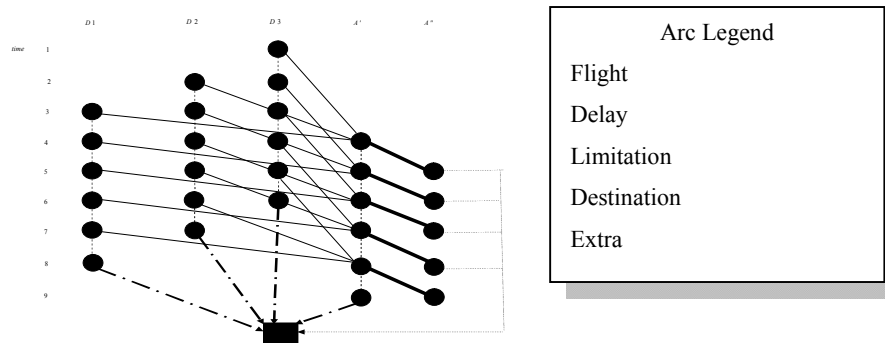 D 1 D 2 D 3 A' A"
time
1
2
3
4
5
6
7
8
9
Arc Legend
Flight
Delay
Limitation
Destination
Extra